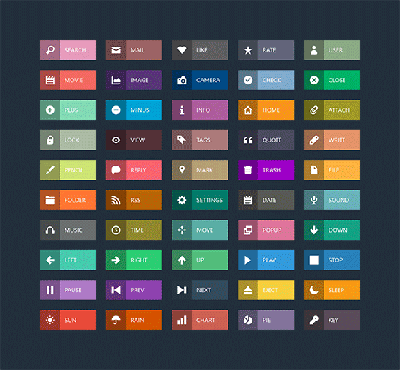 SEARCH MAIL LIKE RATE USER
MOVIE IMAGE CAMERA CHECK CLOSE
PLUS MINUS INFO HOME ATTACH
LOCK VIEW TAGS QUOTE WRITE
PENCIL REPLY MARK TRASH FILE
FOLDER RSS SETTINGS DATE SOUND
MUSIC TIME MOVE POPUP DOWN
LEFT RIGHT UP PLAY STOP
PAUSE PREV NEXT EJECT SLEEP
SUN RAIN CHART PIE KEY